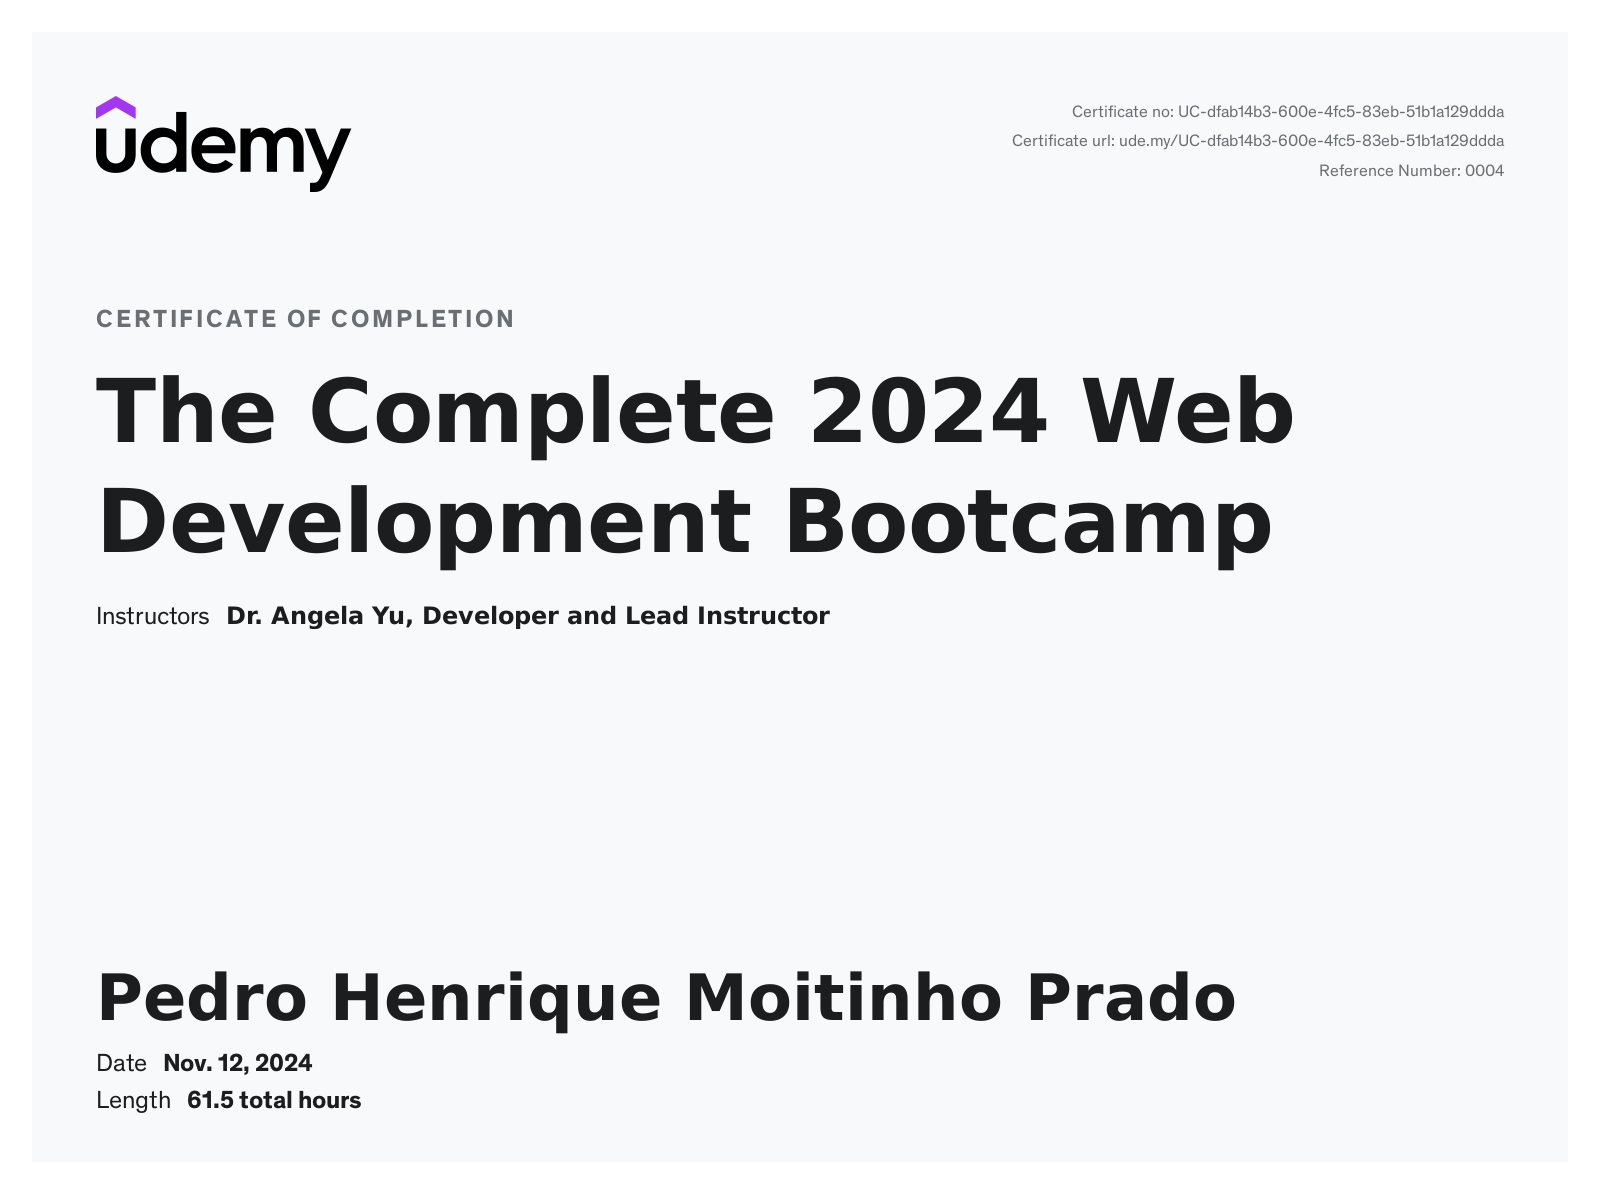 udemy
Certificate no: UC-dfab14b3-600e-4fc5-83eb-51b1a129ddda
Certificate url: ude.my/UC-dfab14b3-600e-4fc5-83eb-51b1a129ddda
Reference Number: 0004
CERTIFICATE OF COMPLETION
The Complete 2024 Web
Development Bootcamp
Instructors Dr. Angela Yu, Developer and Lead Instructor
Pedro Henrique Moitinho Prado
Date Nov. 12, 2024
Length 61.5 total hours